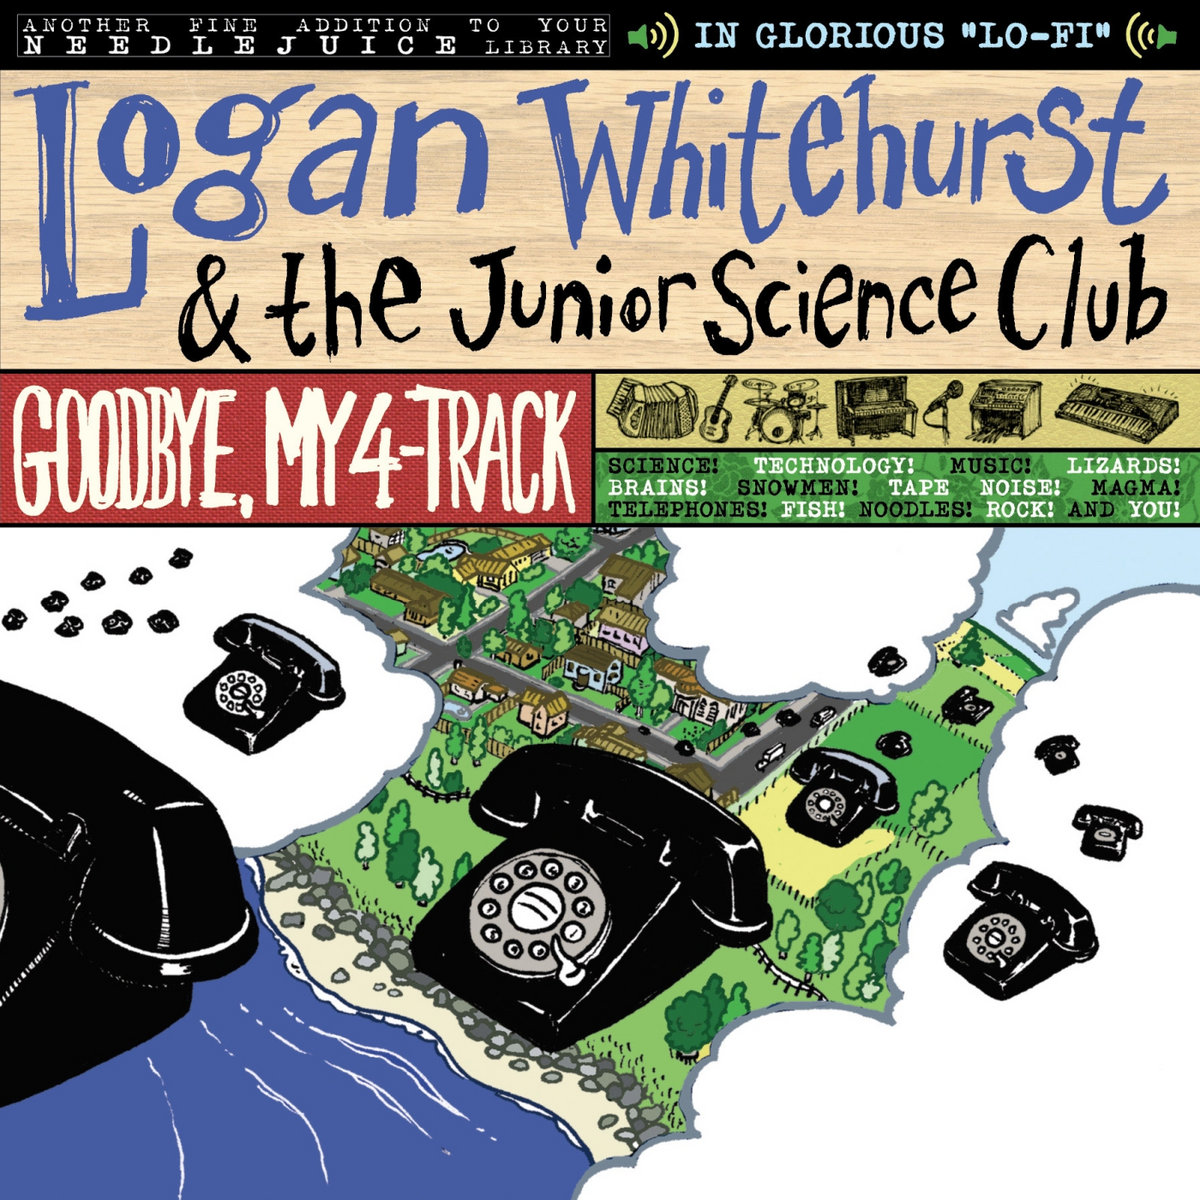 ANOTHER FINE ADDITION TO YOUR
NEEDLEJUICE LIBRARY
IN GLORIOUS "LO-FI"
Logan Whitehurst
& the Junior Science Club
GOODBYE, MY 4-TRACK
SCIENCE! TECHNOLOGY! MUSIC! LIZARDS!
BRAINS! SNOWMEN! TAPE NOISE! MAGMA!
TELEPHONES! FISH! NOODLES! ROCK! AND YOU!